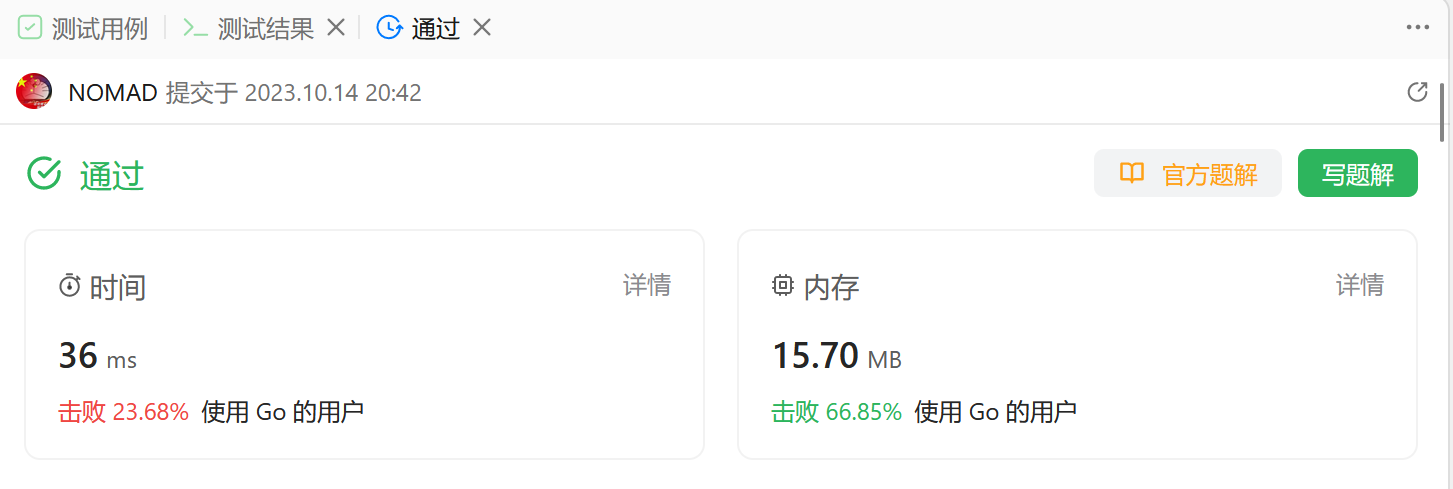 测试用例 测试结果 通过
NOMAD 提交于 2023.10.14 20:42
通过 官方题解 写题解
时间 详情 内存 详情
36 ms 15.70 MB
击败 23.68% 使用 Go 的用户 击败 66.85% 使用 Go 的用户